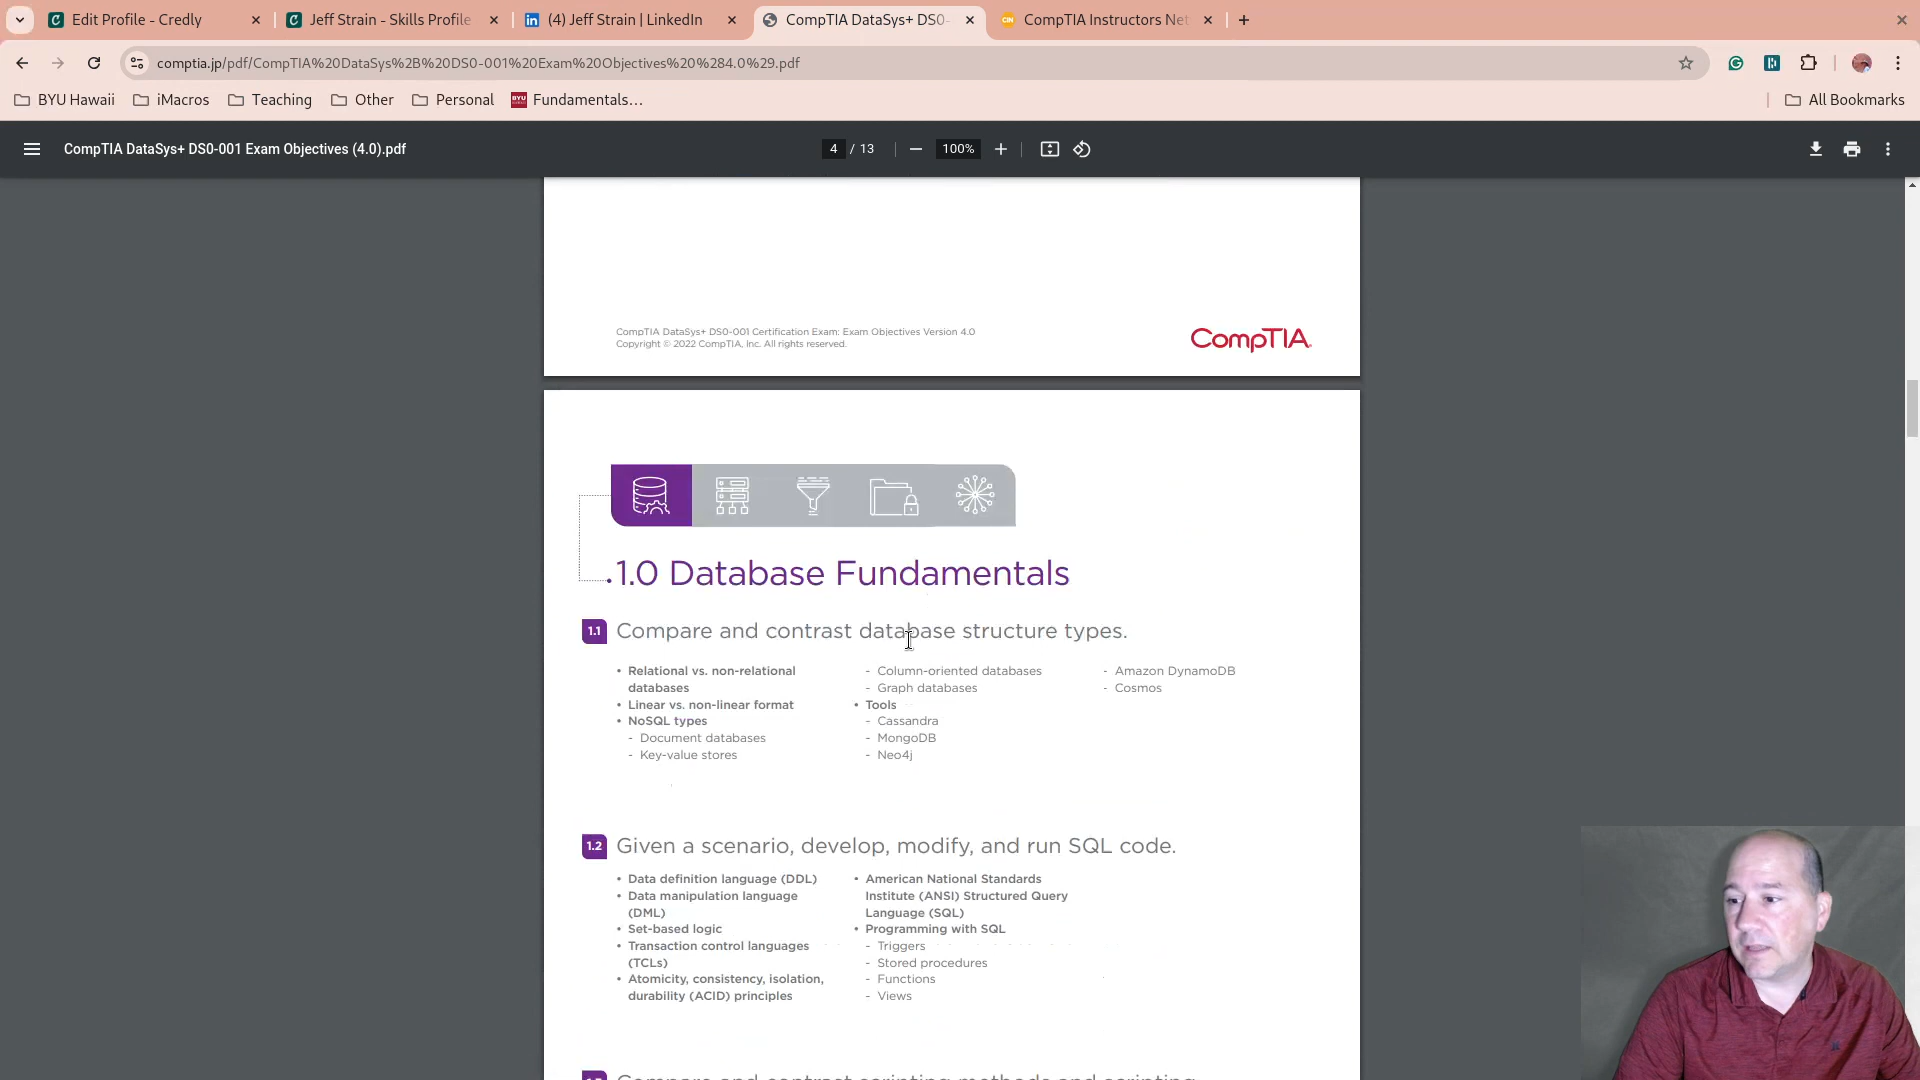 Edit Profile - Credly
Jeff Strain - Skills Profile
(4) Jeff Strain | LinkedIn
CompTIA DataSys+ DS0-
CompTIA Instructors Net
comptia.jp/pdf/CompTIA%20DataSys%2B%20DS0-001%20Exam%20Objectives%20%284.0%29.pdf
BYU Hawaii
iMacros
Teaching
Other
Personal
Fundamentals...
All Bookmarks
CompTIA DataSys+ DS0-001 Exam Objectives (4.0).pdf
4 / 13
100%
CompTIA DataSys+ DS0-001 Certification Exam: Exam Objectives Version 4.0
Copyright © 2022 CompTIA, Inc. All rights reserved.
CompTIA.
1.0 Database Fundamentals
1.1 Compare and contrast database structure types.
• Relational vs. non-relational
databases
• Linear vs. non-linear format
• NoSQL types
- Document databases
- Key-value stores
- Column-oriented databases
- Graph databases
• Tools
- Cassandra
- MongoDB
- Neo4j
- Amazon DynamoDB
- Cosmos
1.2 Given a scenario, develop, modify, and run SQL code.
• Data definition language (DDL)
• Data manipulation language
(DML)
• Set-based logic
• Transaction control languages
(TCLs)
• Atomicity, consistency, isolation,
durability (ACID) principles
• American National Standards
Institute (ANSI) Structured Query
Language (SQL)
• Programming with SQL
- Triggers
- Stored procedures
- Functions
- Views
Compare and contrast scripting methods and scripting